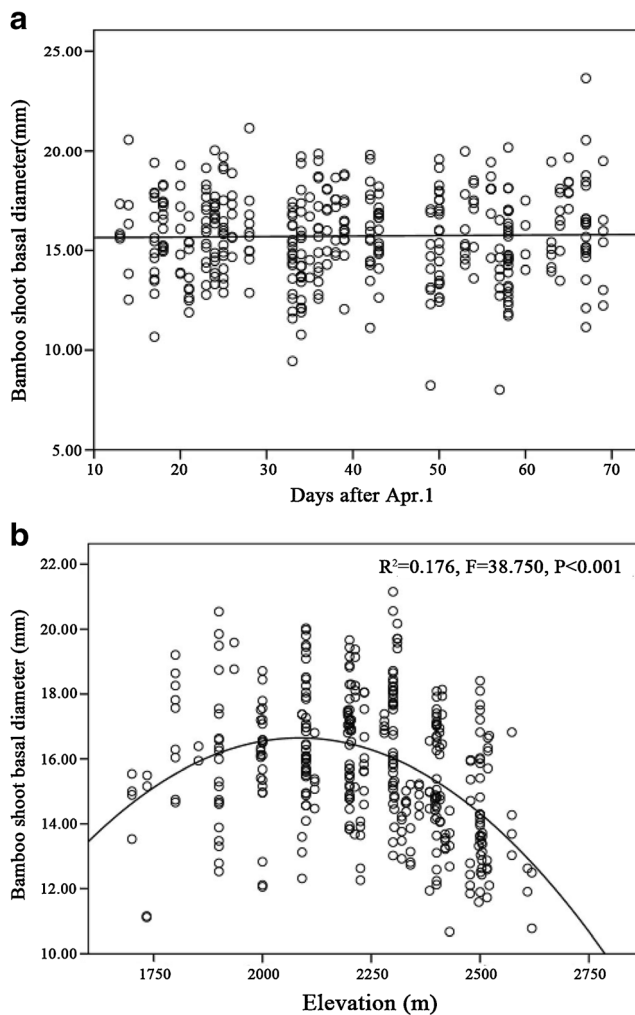 a
Bamboo shoot basal diameter(mm)
25.00
20.00
15.00
10.00
5.00
10 20 30 40 50 60 70
Days after Apr.1
b
R²=0.176, F=38.750, P<0.001
Bamboo shoot basal diameter (mm)
22.00
20.00
18.00
16.00
14.00
12.00
10.00
1750 2000 2250 2500 2750
Elevation (m)